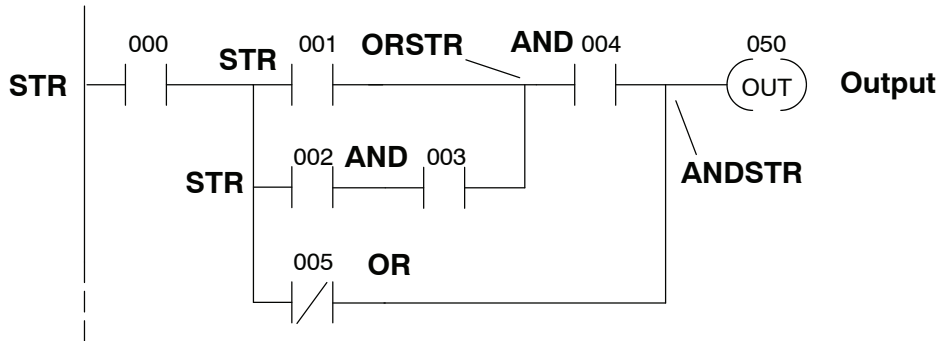 000 001 ORSTR AND 004 050
STR STR OUT Output
002 AND 003
STR ANDSTR
005 OR